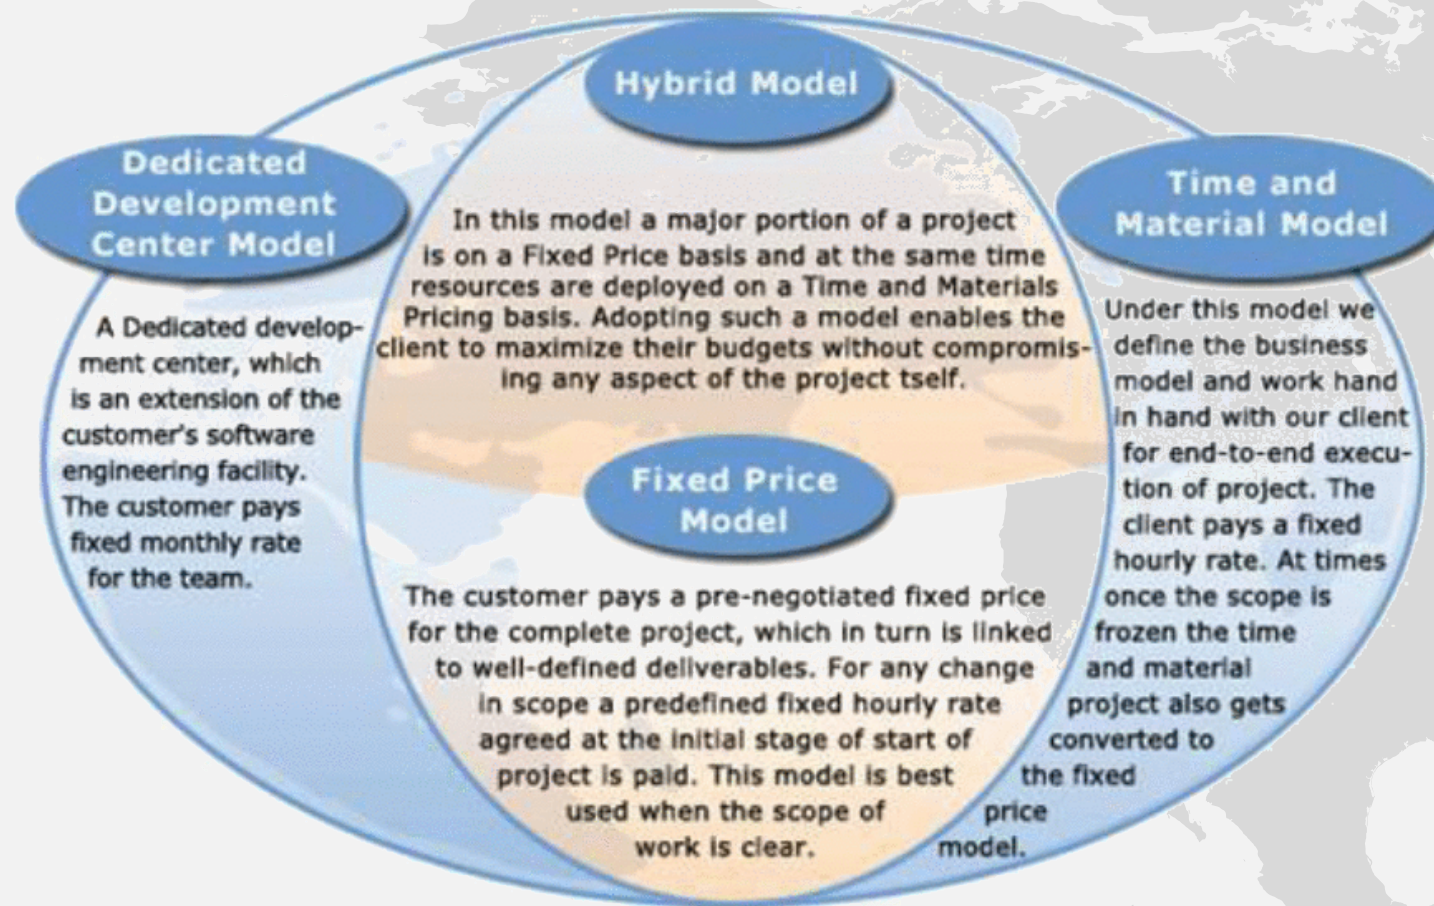 Hybrid Model
In this model a major portion of a project
is on a Fixed Price basis and at the same time
resources are deployed on a Time and Materials
Pricing basis. Adopting such a model enables the
client to maximize their budgets without compromis-
ing any aspect of the project tself.
Dedicated
Development
Center Model
A Dedicated develop-
ment center, which
is an extension of the
customer's software
engineering facility.
The customer pays
fixed monthly rate
for the team.
Fixed Price
Model
The customer pays a pre-negotiated fixed price
for the complete project, which in turn is linked
to well-defined deliverables. For any change
in scope a predefined fixed hourly rate
agreed at the initial stage of start of
project is paid. This model is best
used when the scope of
work is clear.
Time and
Material Model
Under this model we
define the business
model and work hand
in hand with our client
for end-to-end execu-
tion of project. The
client pays a fixed
hourly rate. At times
once the scope is
frozen the time
and material
project also gets
converted to
the fixed
price
model.